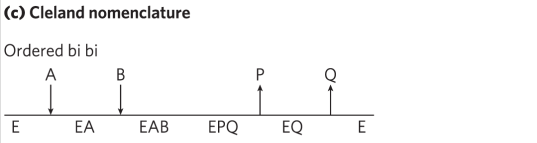 (c) Cleland nomenclature
Ordered bi bi
A B P Q
E EA EAB EPQ EQ E